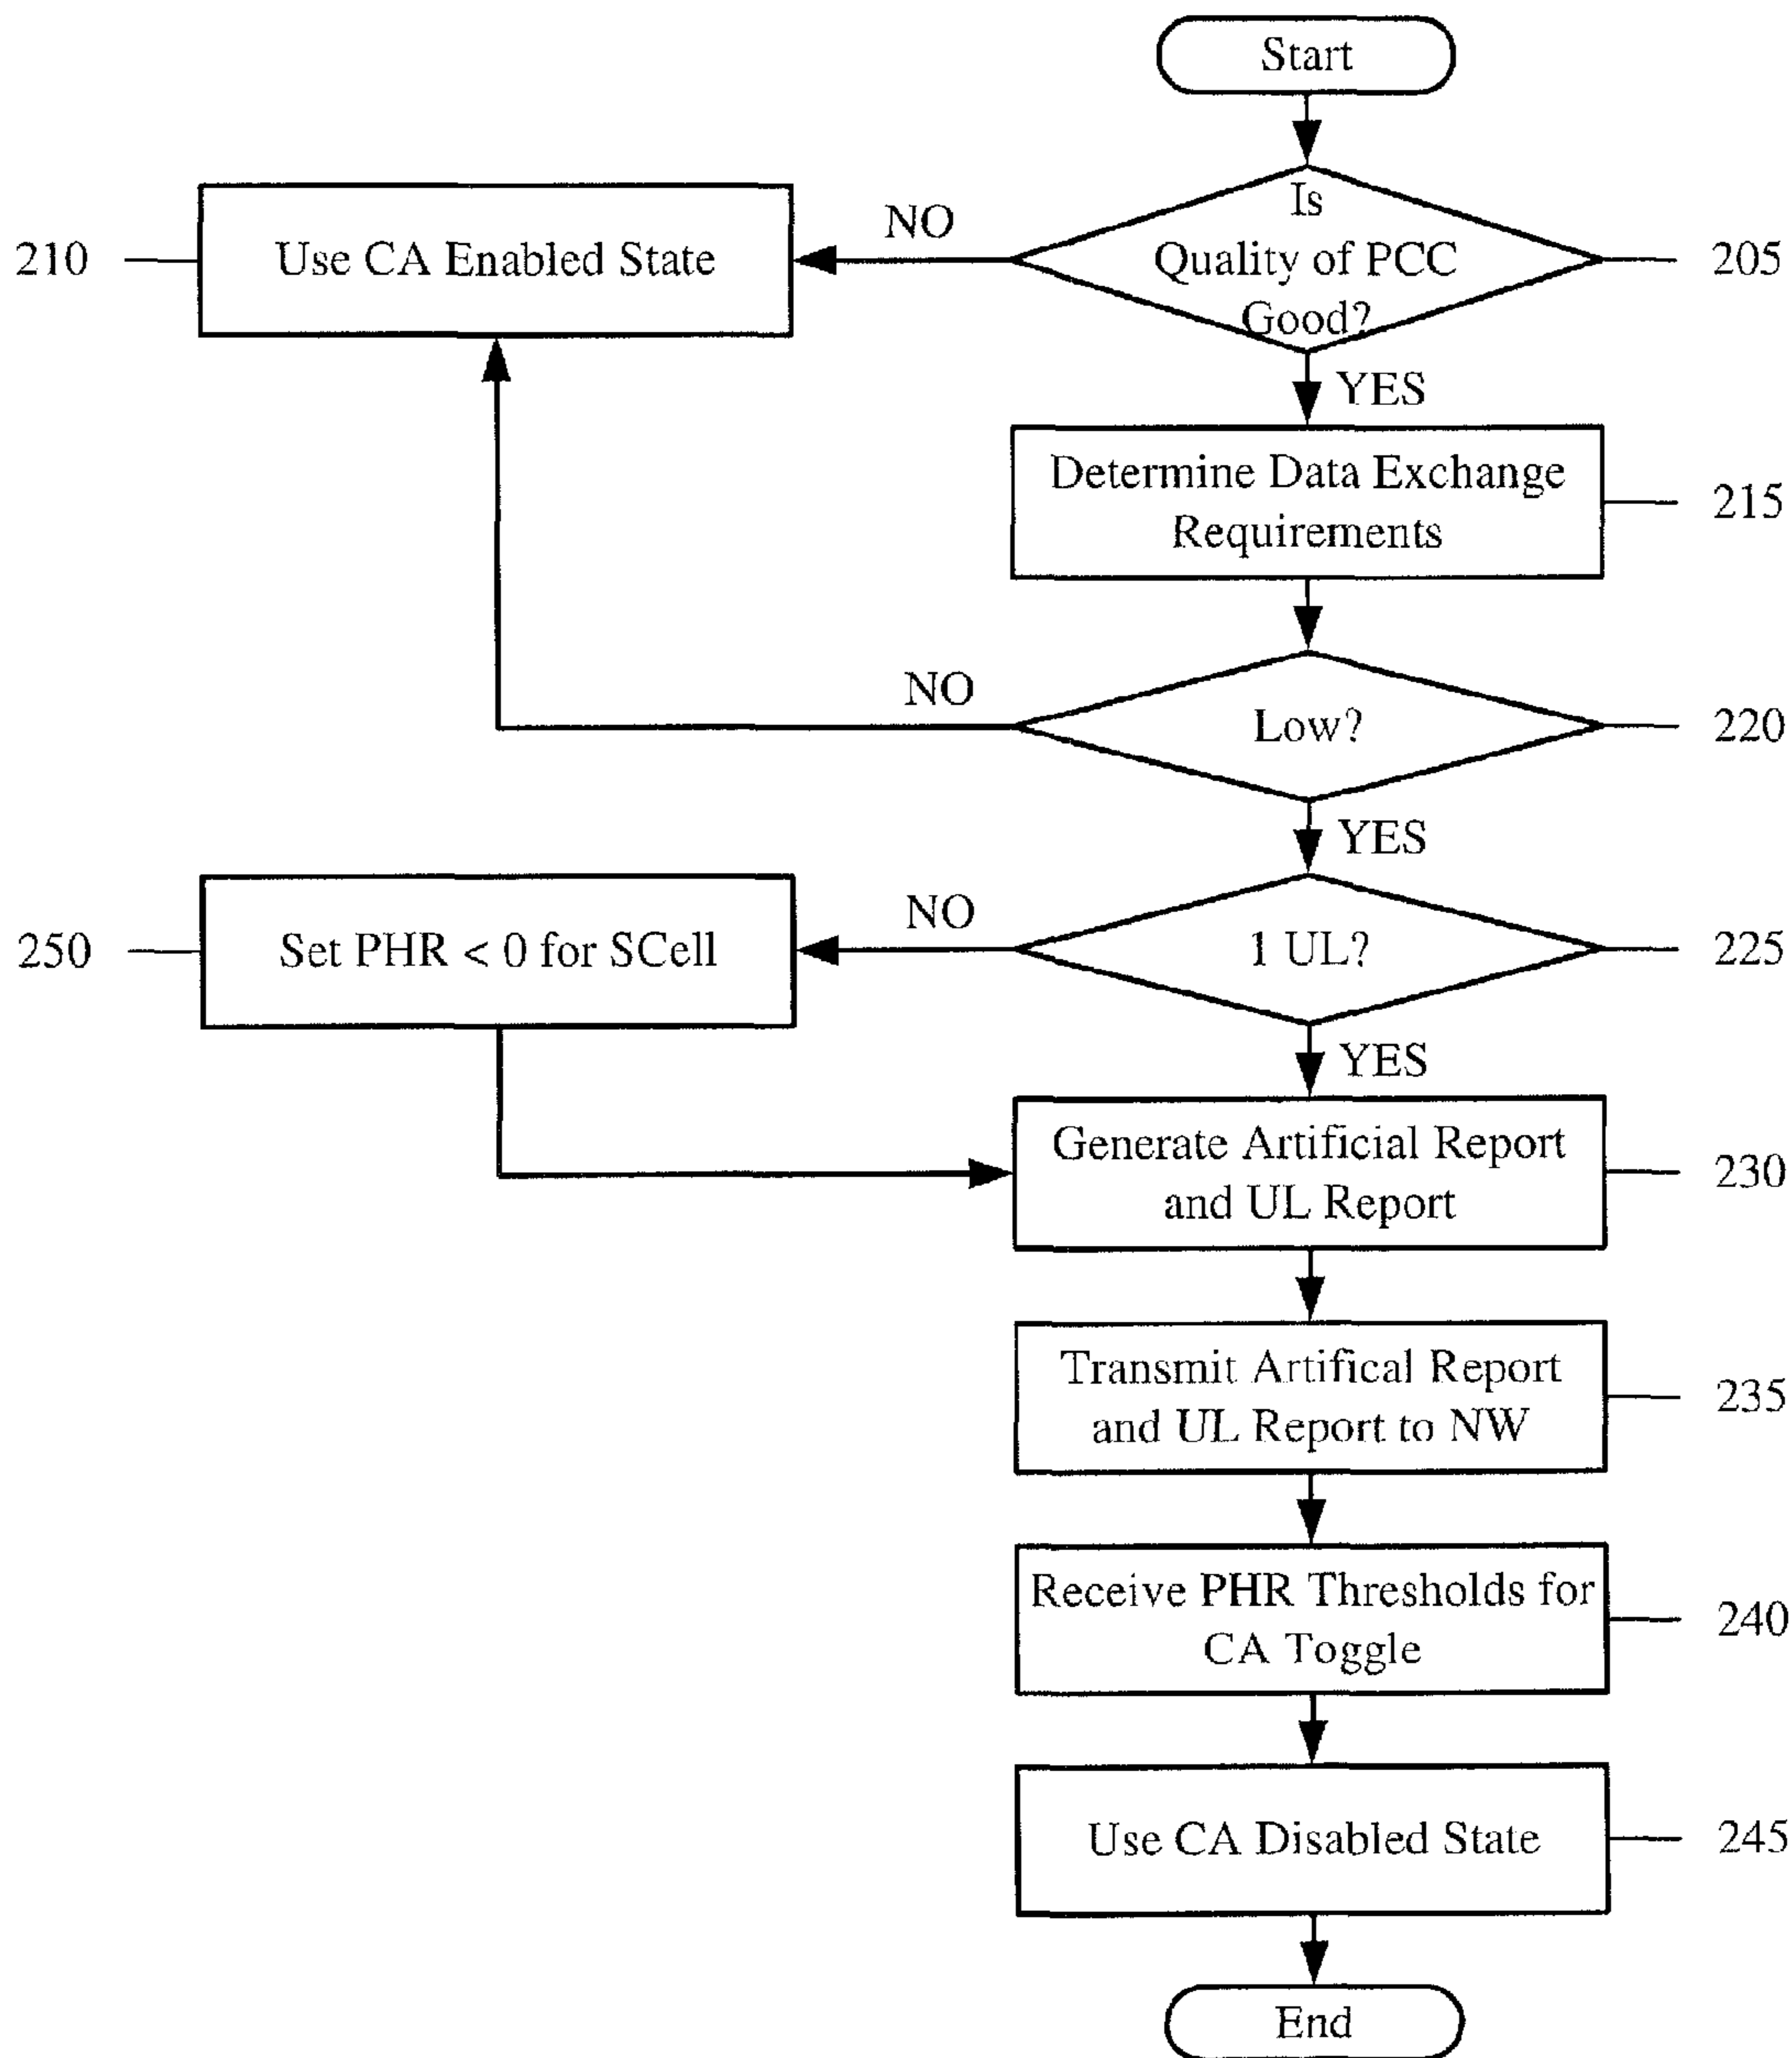 Start
Is
Quality of PCC
Good?
205
NO
Use CA Enabled State
210
YES
Determine Data Exchange
Requirements
215
Low?
220
NO
YES
1 UL?
225
NO
Set PHR < 0 for SCell
250
YES
Generate Artificial Report
and UL Report
230
Transmit Artifical Report
and UL Report to NW
235
Receive PHR Thresholds for
CA Toggle
240
Use CA Disabled State
245
End